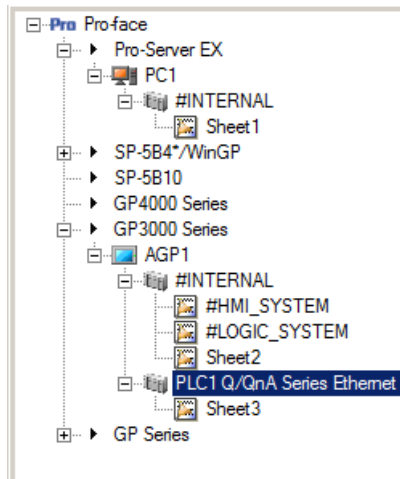 Pro Pro-face
Pro-Server EX
PC1
#INTERNAL
Sheet1
SP-5B4*/WinGP
SP-5B10
GP4000 Series
GP3000 Series
AGP1
#INTERNAL
#HMI_SYSTEM
#LOGIC_SYSTEM
Sheet2
PLC1 Q/QnA Series Ethernet
Sheet3
GP Series